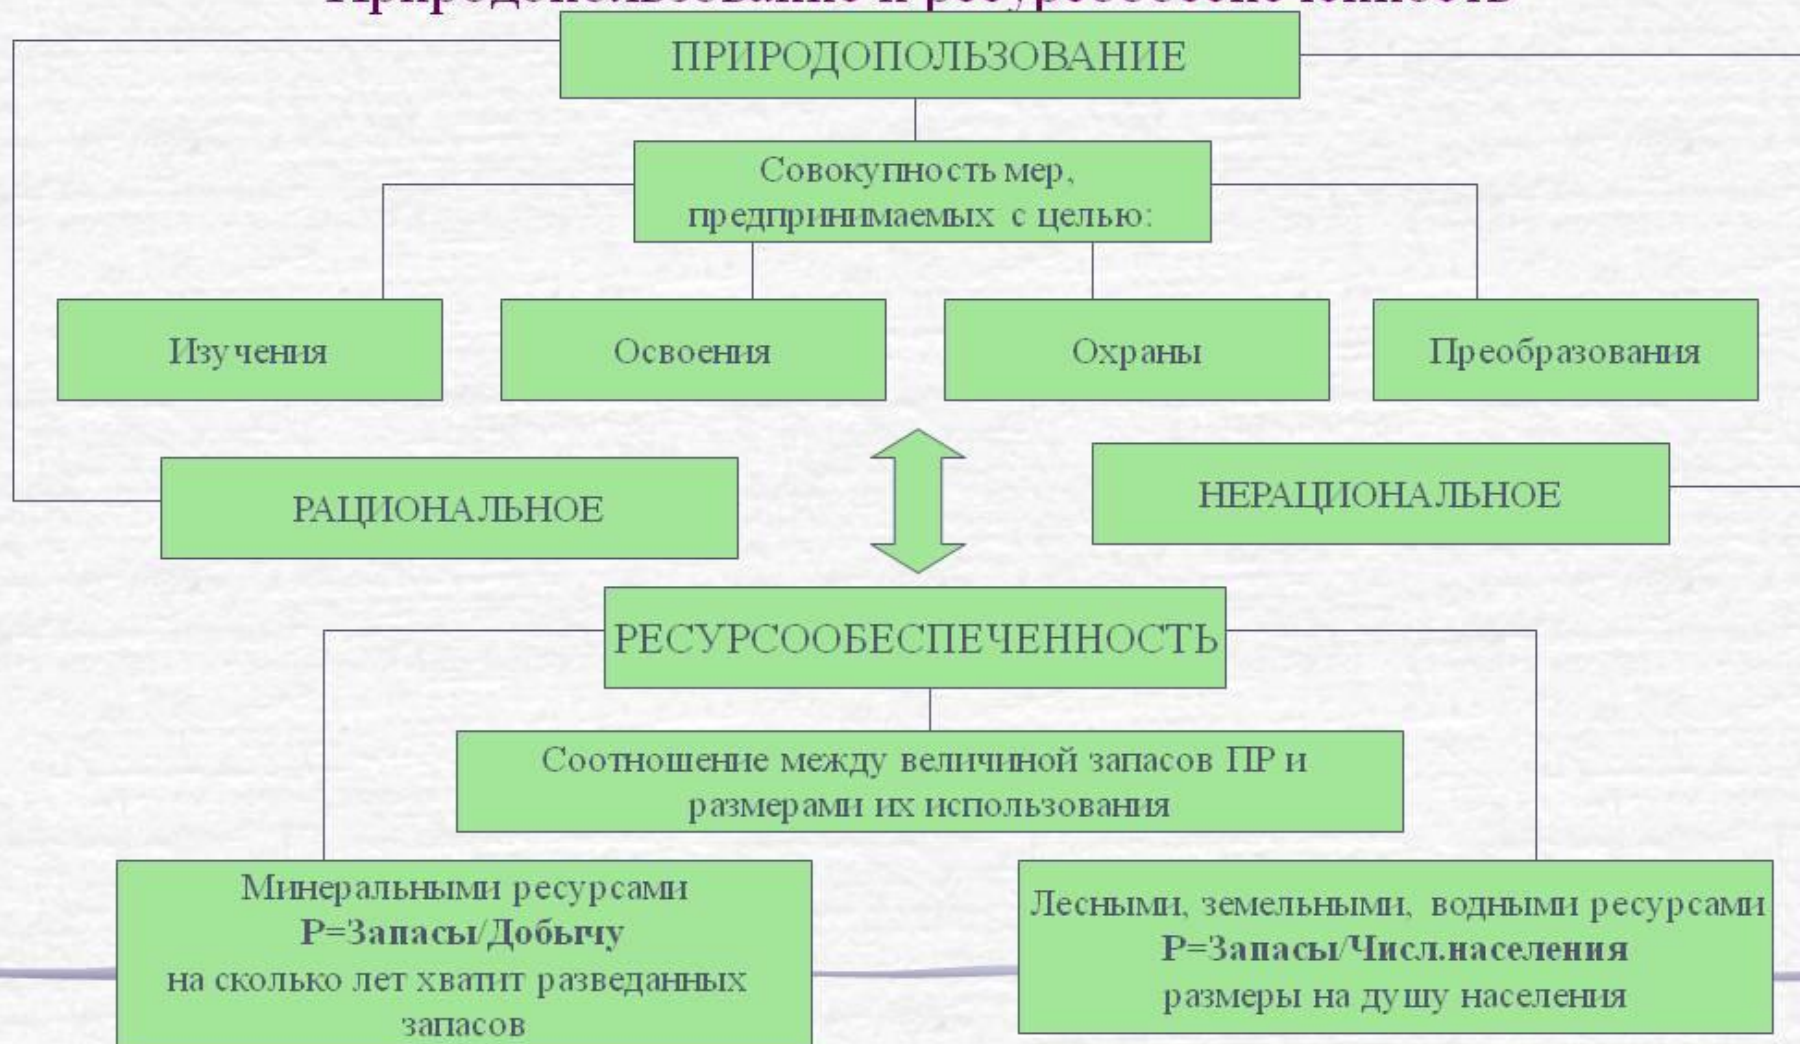 Природопользование и ресурсообеспеченность
ПРИРОДОПОЛЬЗОВАНИЕ
Совокупность мер,
предпринимаемых с целью:
Изучения
Освоения
Охраны
Преобразования
РАЦИОНАЛЬНОЕ
НЕРАЦИОНАЛЬНОЕ
РЕСУРСООБЕСПЕЧЕННОСТЬ
Соотношение между величиной запасов ПР и
размерами их использования
Минеральными ресурсами
Р=Запасы/Добычу
на сколько лет хватит разведанных
запасов
Лесными, земельными, водными ресурсами
Р=Запасы/Числ.населения
размеры на душу населения